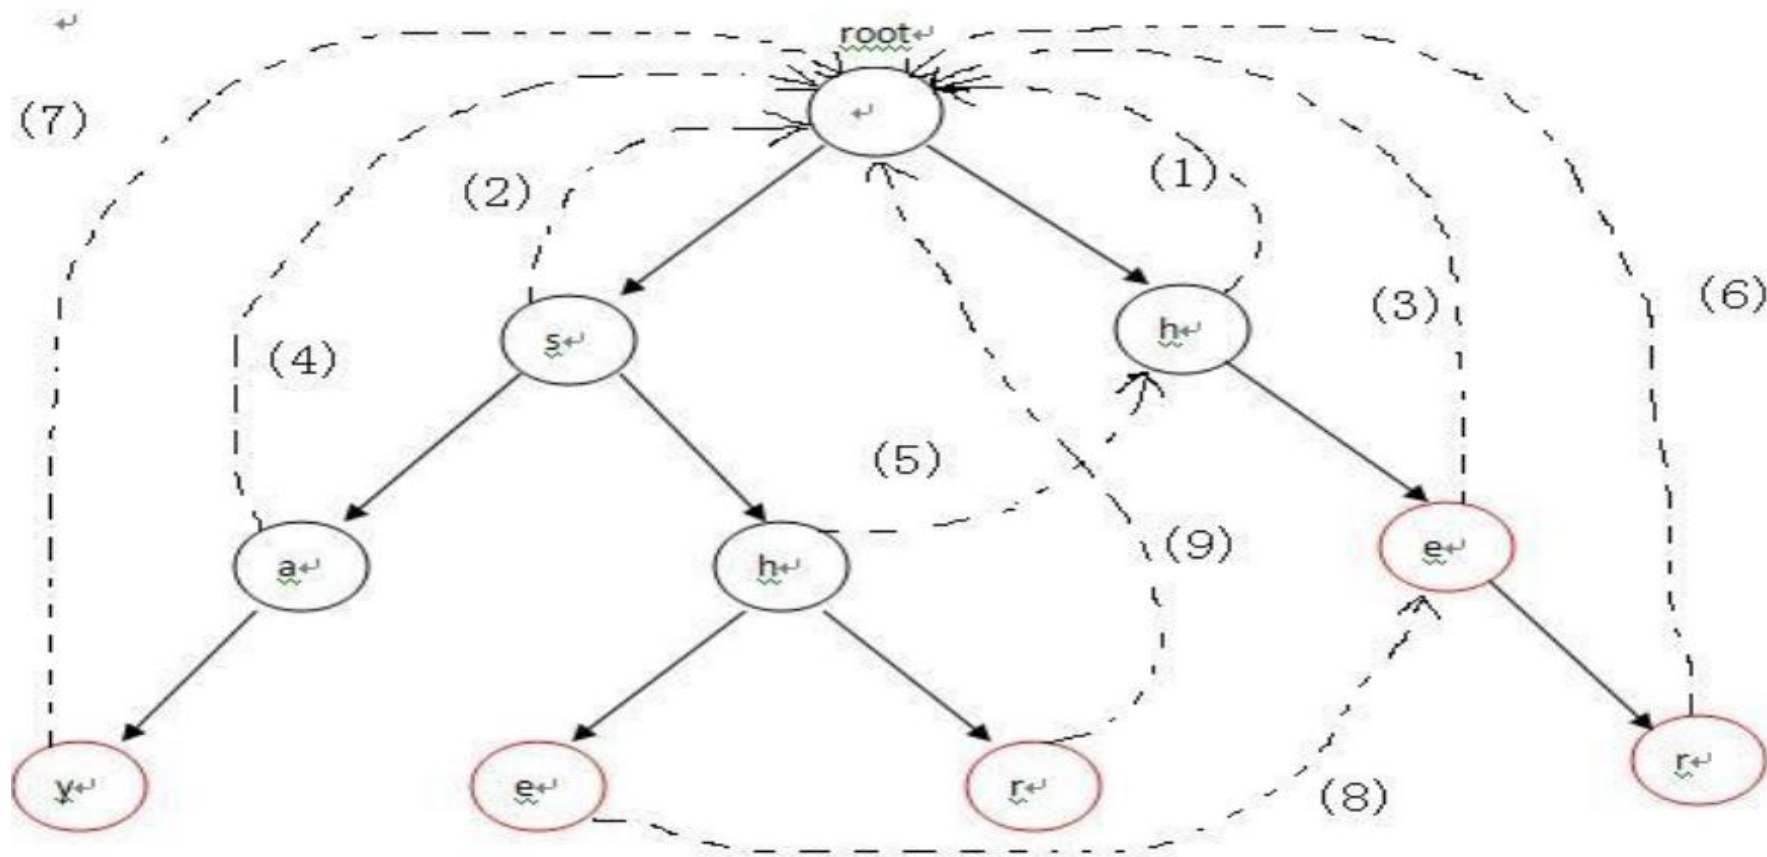 ↵
root↵
(7)
↵
(2)
(1)
(6)
(3)
s↵
h↵
(4)
(5)
(9)
a↵
h↵
e↵
y↵
e↵
r↵
(8)
r↵